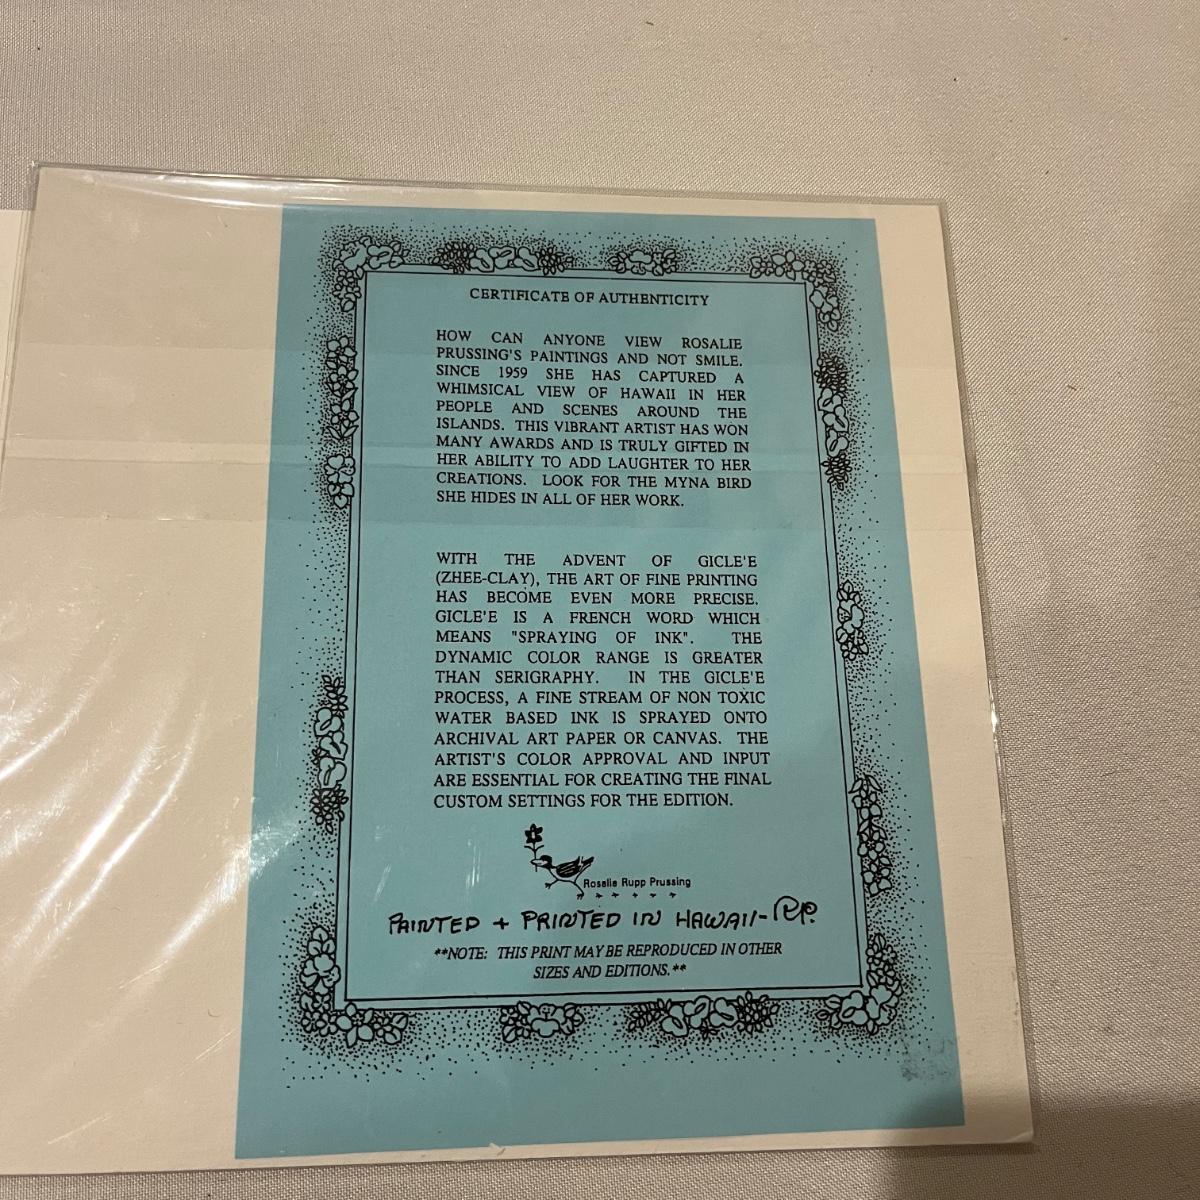 CERTIFICATE OF AUTHENTICITY
HOW CAN ANYONE VIEW ROSALIE
PRUSSING'S PAINTINGS AND NOT SMILE.
SINCE 1959 SHE HAS CAPTURED A
WHIMSICAL VIEW OF HAWAII IN HER
PEOPLE AND SCENES AROUND THE
ISLANDS. THIS VIBRANT ARTIST HAS WON
MANY AWARDS AND IS TRULY GIFTED IN
HER ABILITY TO ADD LAUGHTER TO HER
CREATIONS. LOOK FOR THE MYNA BIRD
SHE HIDES IN ALL OF HER WORK.
WITH THE ADVENT OF GICLE'E
(ZHEE-CLAY), THE ART OF FINE PRINTING
HAS BECOME EVEN MORE PRECISE.
GICLE'E IS A FRENCH WORD WHICH
MEANS "SPRAYING OF INK". THE
DYNAMIC COLOR RANGE IS GREATER
THAN SERIGRAPHY. IN THE GICLE'E
PROCESS, A FINE STREAM OF NON TOXIC
WATER BASED INK IS SPRAYED ONTO
ARCHIVAL ART PAPER OR CANVAS. THE
ARTIST'S COLOR APPROVAL AND INPUT
ARE ESSENTIAL FOR CREATING THE FINAL
CUSTOM SETTINGS FOR THE EDITION.
Rosalie Rupp Prussing
PAINTED + PRINTED IN HAWAII-RP.
**NOTE: THIS PRINT MAY BE REPRODUCED IN OTHER
SIZES AND EDITIONS.**